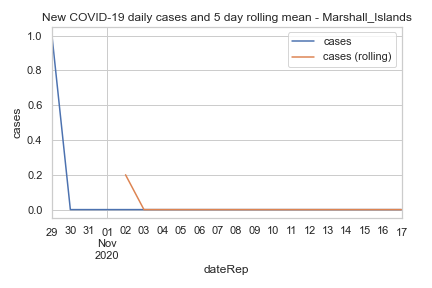 New COVID-19 daily cases and 5 day rolling mean - Marshall_Islands
cases
cases (rolling)
1.0
0.8
0.6
0.4
0.2
0.0
cases
29 30 31 01 02 03 04 05 06 07 08 09 10 11 12 13 14 15 16 17
Nov
2020
dateRep